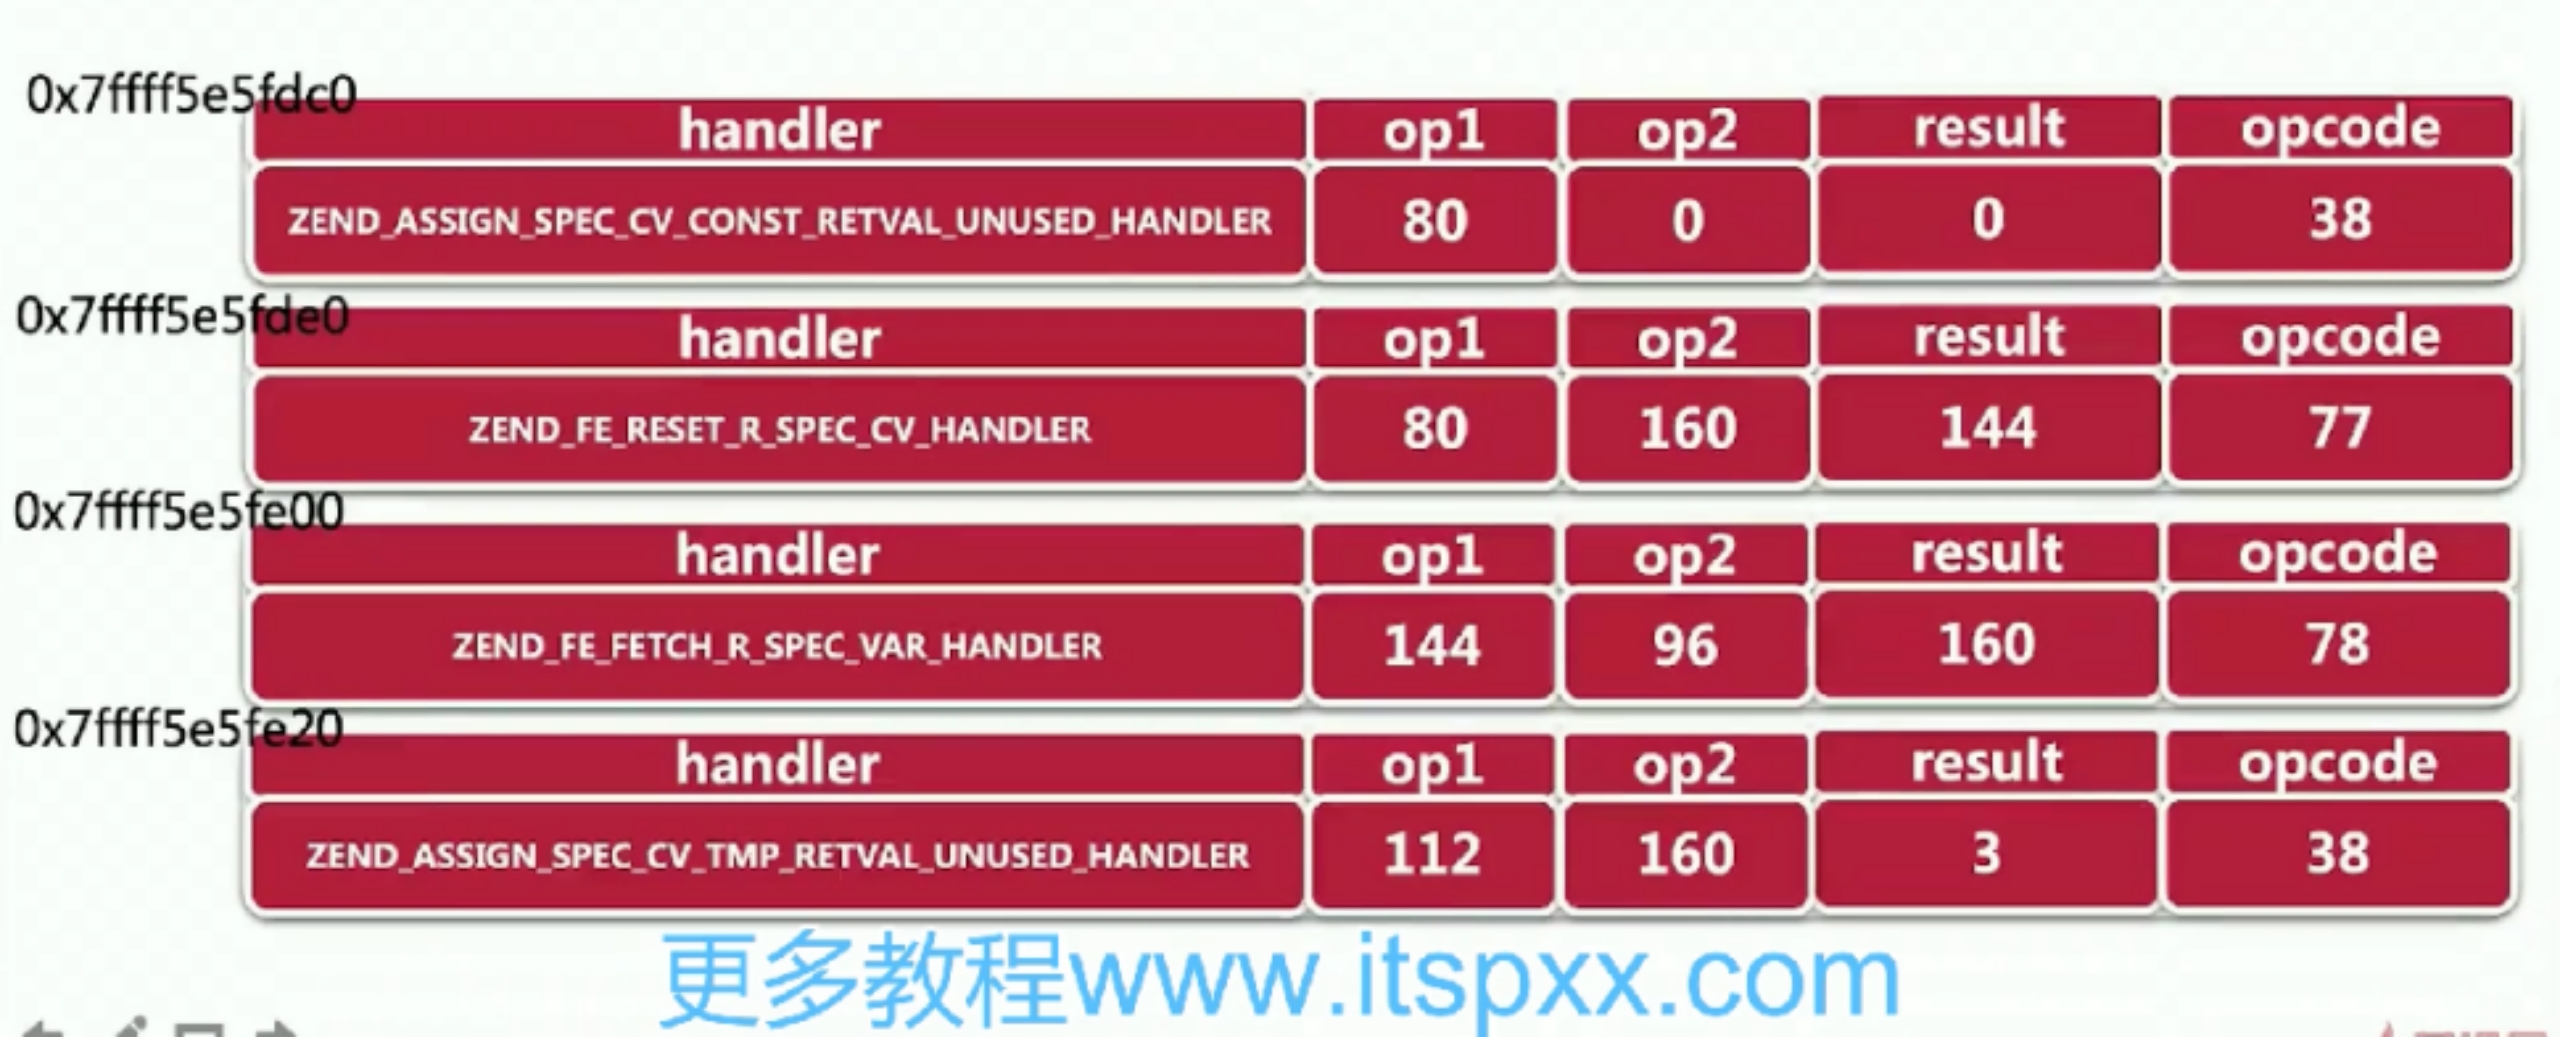 0x7ffff5e5fdc0
handler op1 op2 result opcode
ZEND_ASSIGN_SPEC_CV_CONST_RETVAL_UNUSED_HANDLER 80 0 0 38
0x7ffff5e5fde0
handler op1 op2 result opcode
ZEND_FE_RESET_R_SPEC_CV_HANDLER 80 160 144 77
0x7ffff5e5fe00
handler op1 op2 result opcode
ZEND_FE_FETCH_R_SPEC_VAR_HANDLER 144 96 160 78
0x7ffff5e5fe20
handler op1 op2 result opcode
ZEND_ASSIGN_SPEC_CV_TMP_RETVAL_UNUSED_HANDLER 112 160 3 38
更多教程www.itspxx.com